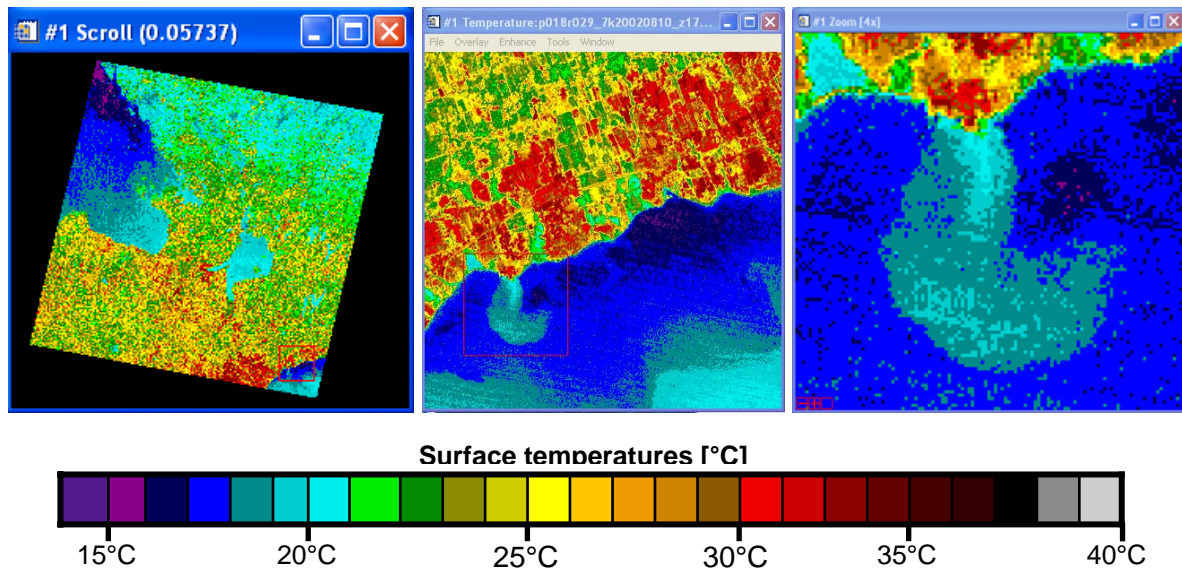 #1 Scroll (0.05737)
#1 Temperature:p018r029_7k20020810_z17...
File Overlay Enhance Tools Window
#1 Zoom [4x]
Surface temperatures [°C]
15°C 20°C 25°C 30°C 35°C 40°C